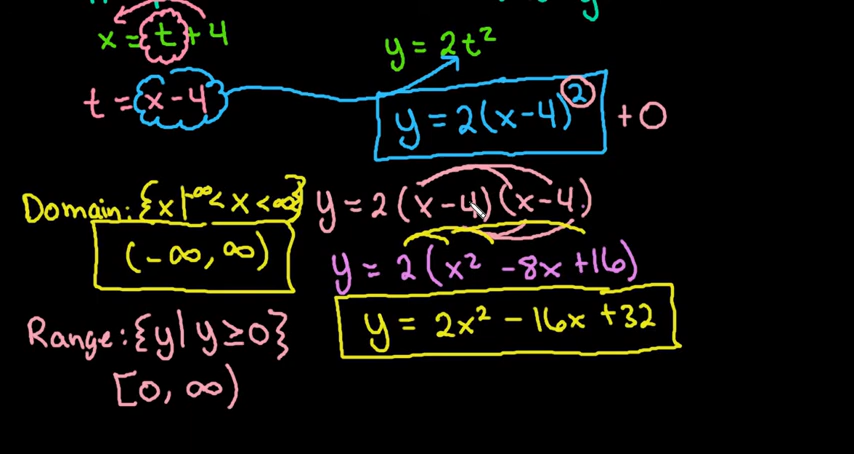 y
x = t + 4
y = 2t²
t = x - 4
y = 2(x-4)² + 0
Domain: {x|-∞ < x < ∞}
y = 2(x-4)(x-4)
(-∞, ∞)
y = 2(x² - 8x + 16)
y = 2x² - 16x + 32
Range: {y| y ≥ 0}
[0, ∞)